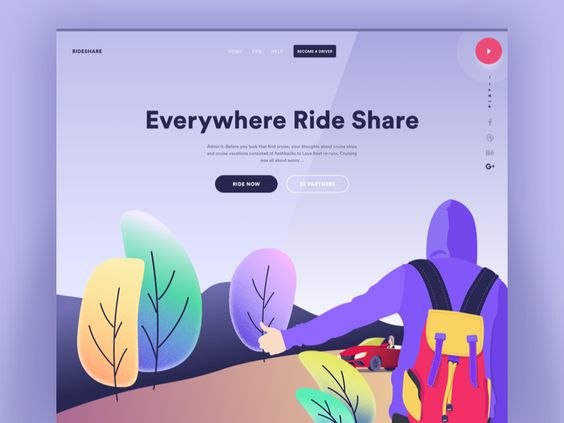 RIDESHARE
HOME FAQ HELP BECOME A DRIVER
PLAY
Everywhere Ride Share
Admit it. Before you took that first cruise, your thoughts about cruise ships
and cruise vacations consisted of flashbacks to Love Boat re-runs. Cruising
was all about sunny ...
RIDE NOW BE PARTNERS
f
Bē
G+